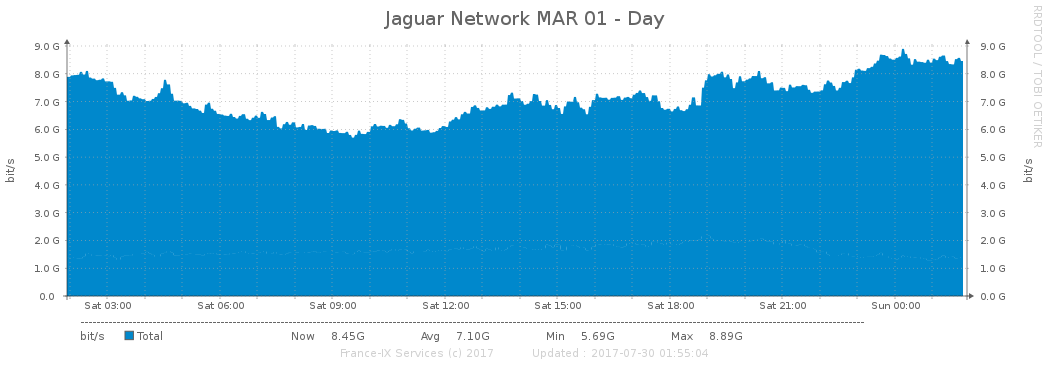 Jaguar Network MAR 01 - Day
RRDTOOL / TOBI OETIKER
bit/s
9.0 G 9.0 G
8.0 G 8.0 G
7.0 G 7.0 G
6.0 G 6.0 G
5.0 G 5.0 G
4.0 G 4.0 G
3.0 G 3.0 G
2.0 G 2.0 G
1.0 G 1.0 G
0.0 0.0 G
bit/s
Sat 03:00 Sat 06:00 Sat 09:00 Sat 12:00 Sat 15:00 Sat 18:00 Sat 21:00 Sun 00:00
bit/s Total Now 8.45G Avg 7.10G Min 5.69G Max 8.89G
France-IX Services (c) 2017 Updated : 2017-07-30 01:55:04